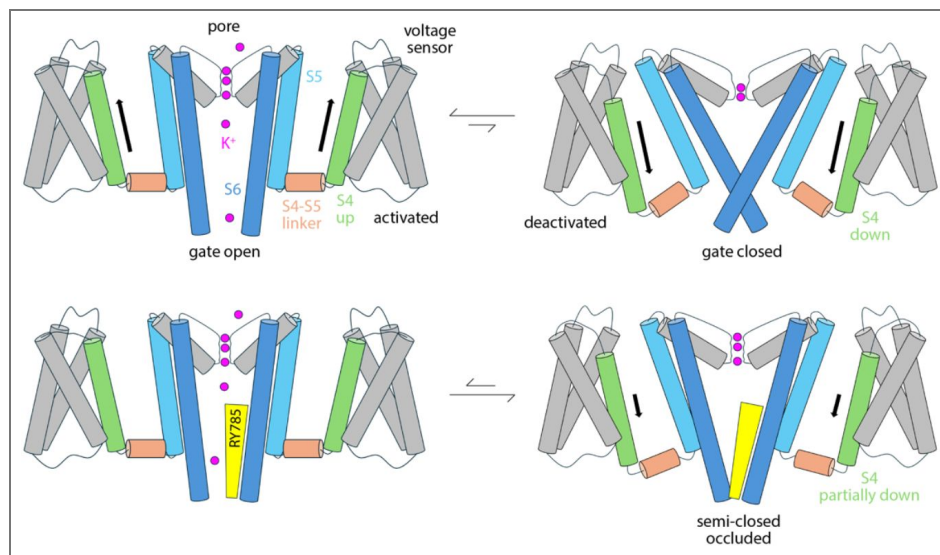 pore
voltage
sensor
S5
K+
S6
S4-S5
linker
S4
up
activated
gate open
deactivated
S4
down
gate closed
RY785
S4
partially down
semi-closed
occluded